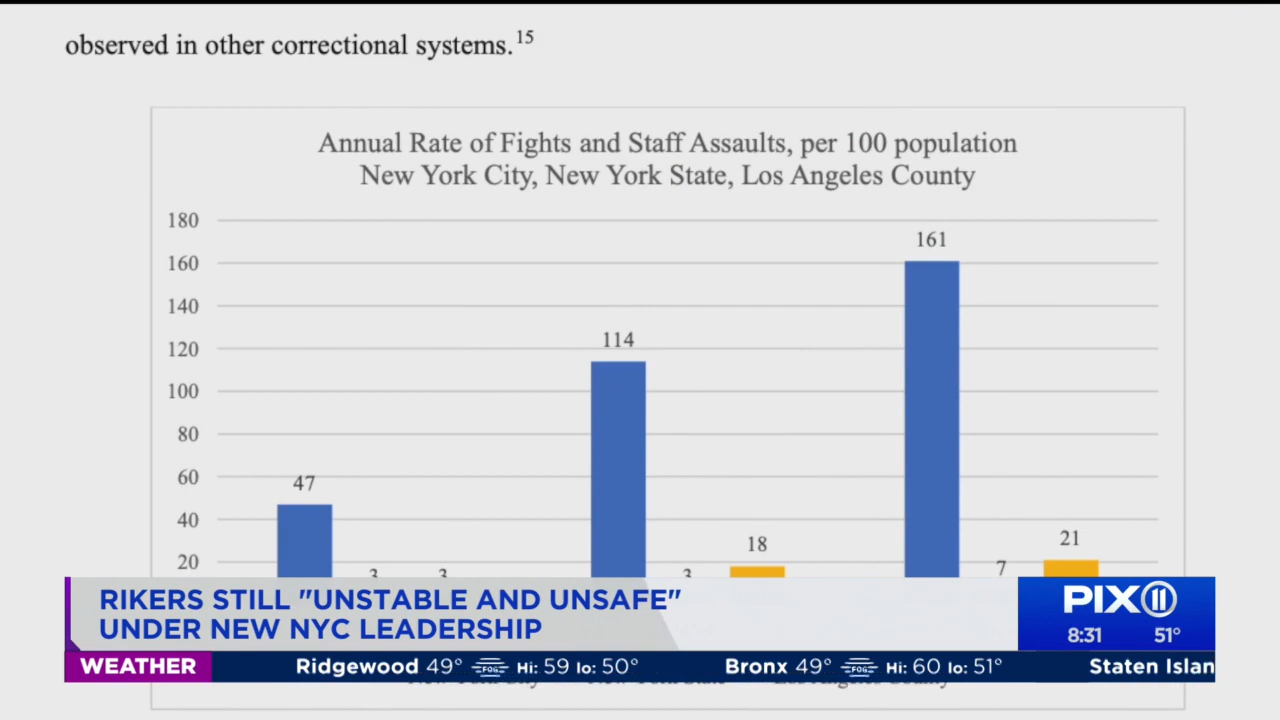 observed in other correctional systems.15
Annual Rate of Fights and Staff Assaults, per 100 population
New York City, New York State, Los Angeles County
180
160
140
120
100
80
60
40
20
47
3
3
114
3
18
161
7
21
RIKERS STILL "UNSTABLE AND UNSAFE"
UNDER NEW NYC LEADERSHIP
PIX11
8:31 51°
WEATHER Ridgewood 49° FOG Hi: 59 lo: 50° Bronx 49° FOG Hi: 60 lo: 51° Staten Islan